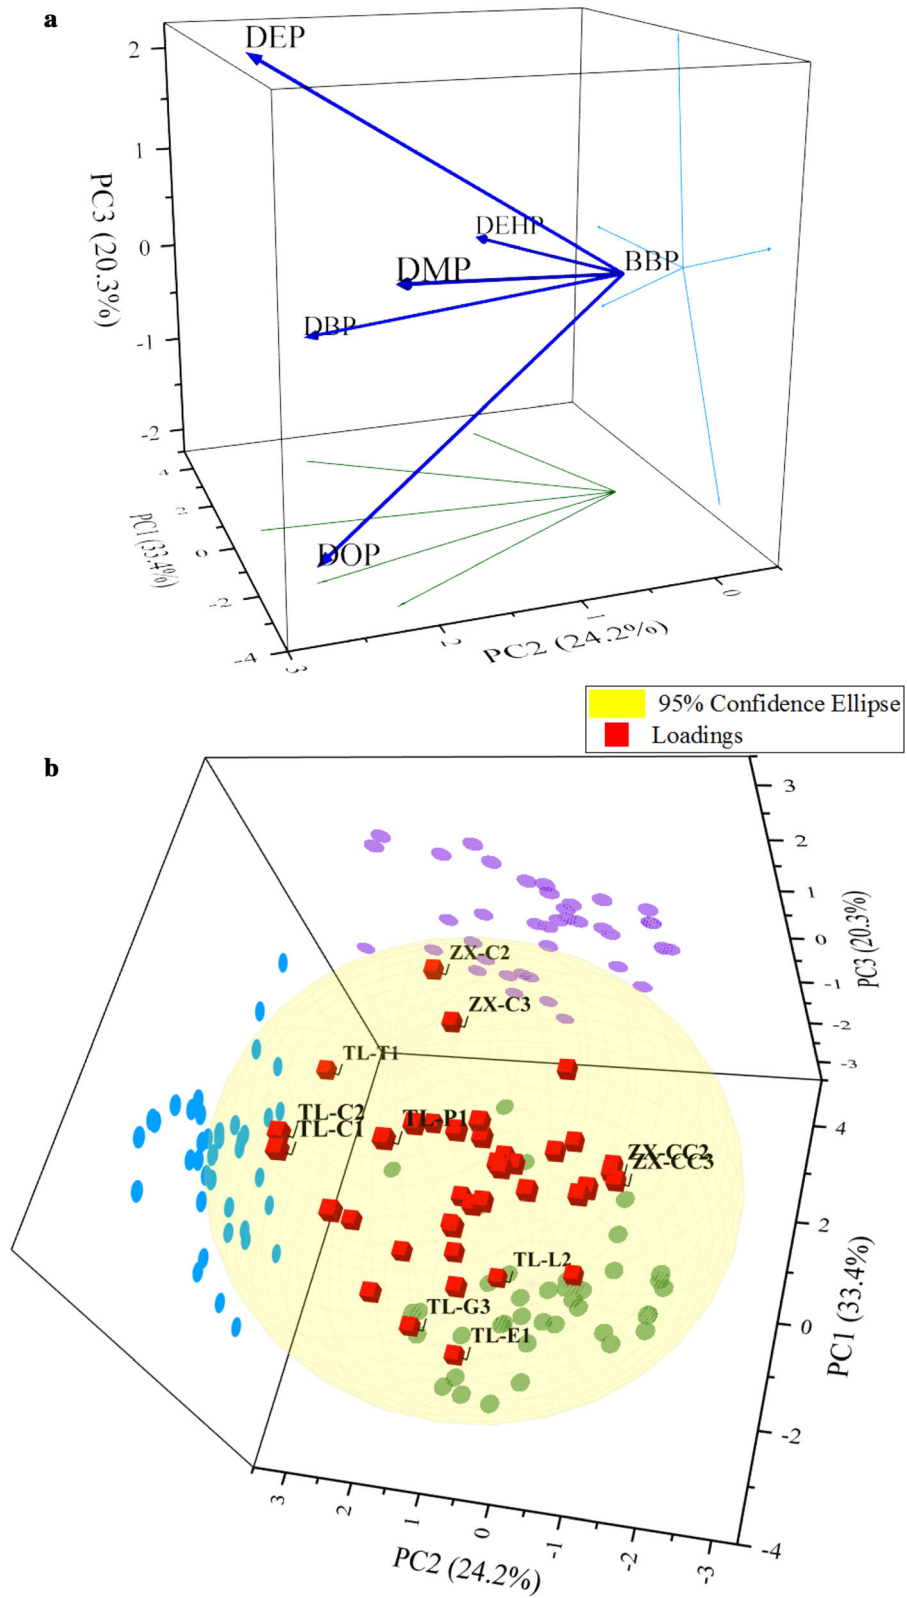 a
DEP
2
1
0
-1
-2
PC3 (20.3%)
DEHP
DMP
BBP
DBP
DOP
4
2
0
-2
-4
PC1 (33.4%)
3
2
1
0
PC2 (24.2%)
95% Confidence Ellipse
Loadings
b
3
2
1
0
-1
-2
-3
PC3 (20.3%)
ZX-C2
ZX-C3
TL-T1
TL-C2
TL-C1
TL-P1
ZX-CC2
ZX-CC3
TL-L2
TL-G3
TL-E1
4
2
0
-2
-4
PC1 (33.4%)
3
2
1
0
-1
-2
-3
PC2 (24.2%)